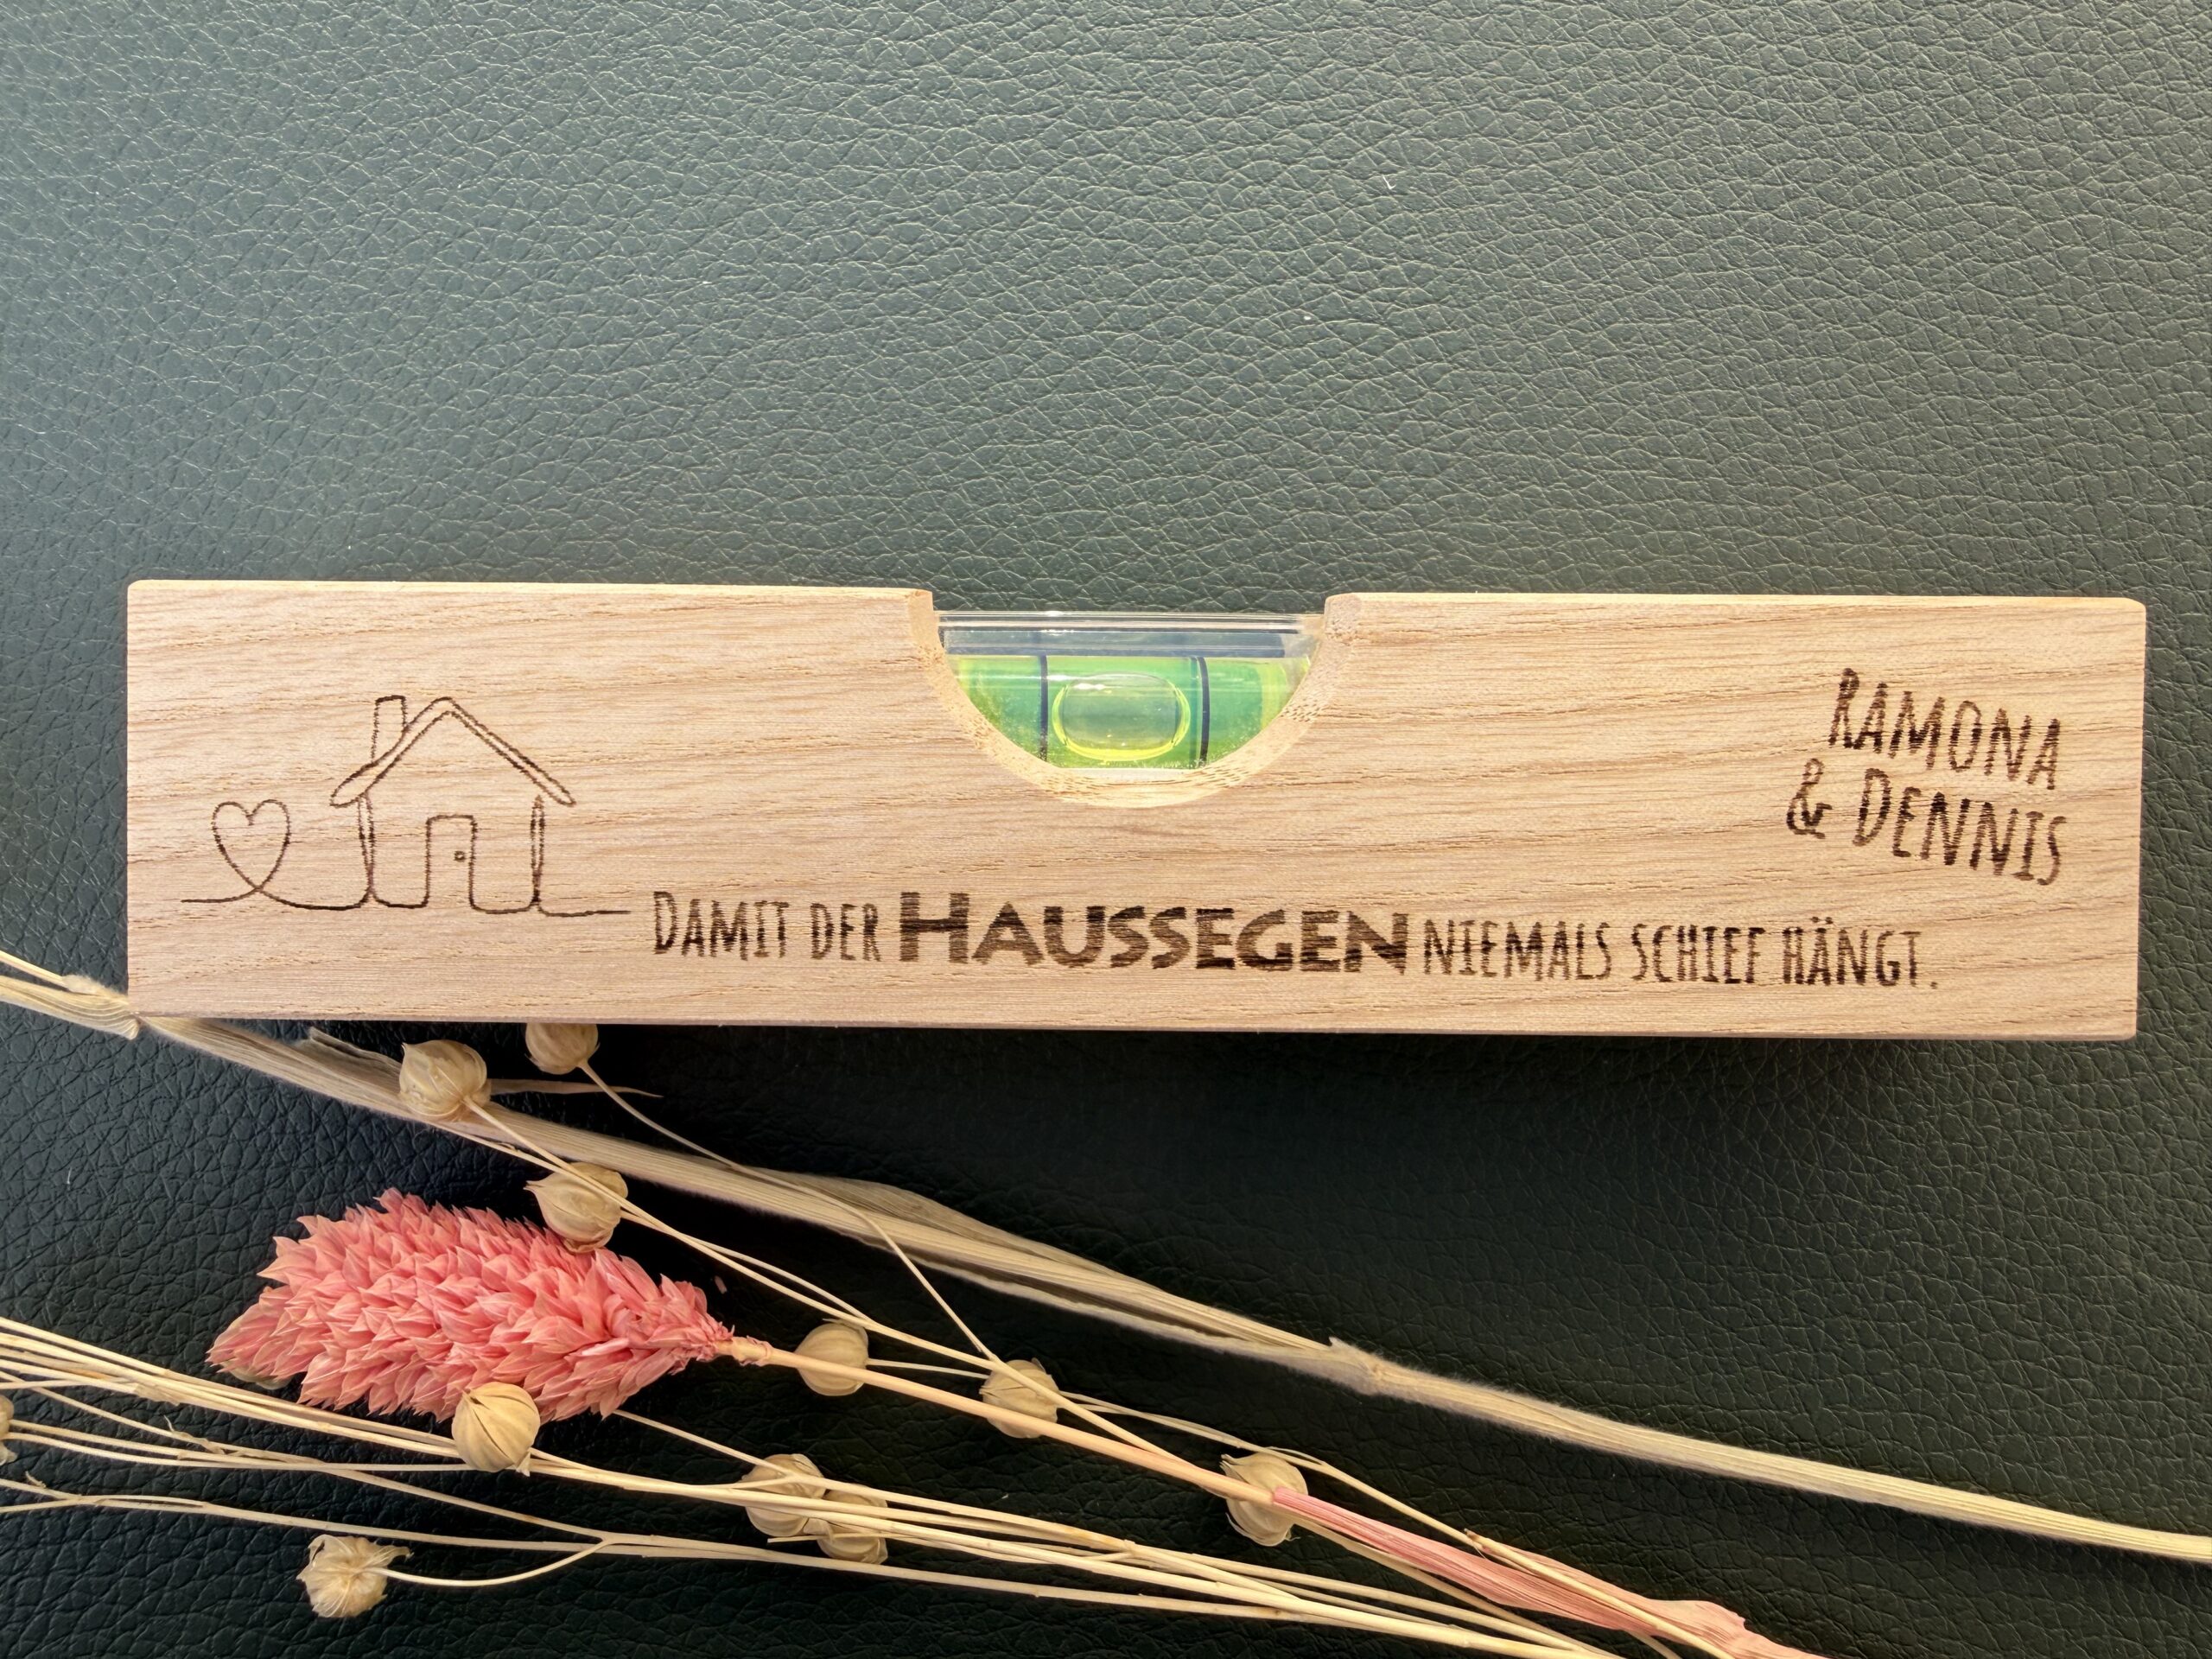 RAMONA
& DENNIS
DAMIT DER HAUSSEGEN NIEMALS SCHIEF HÄNGT.